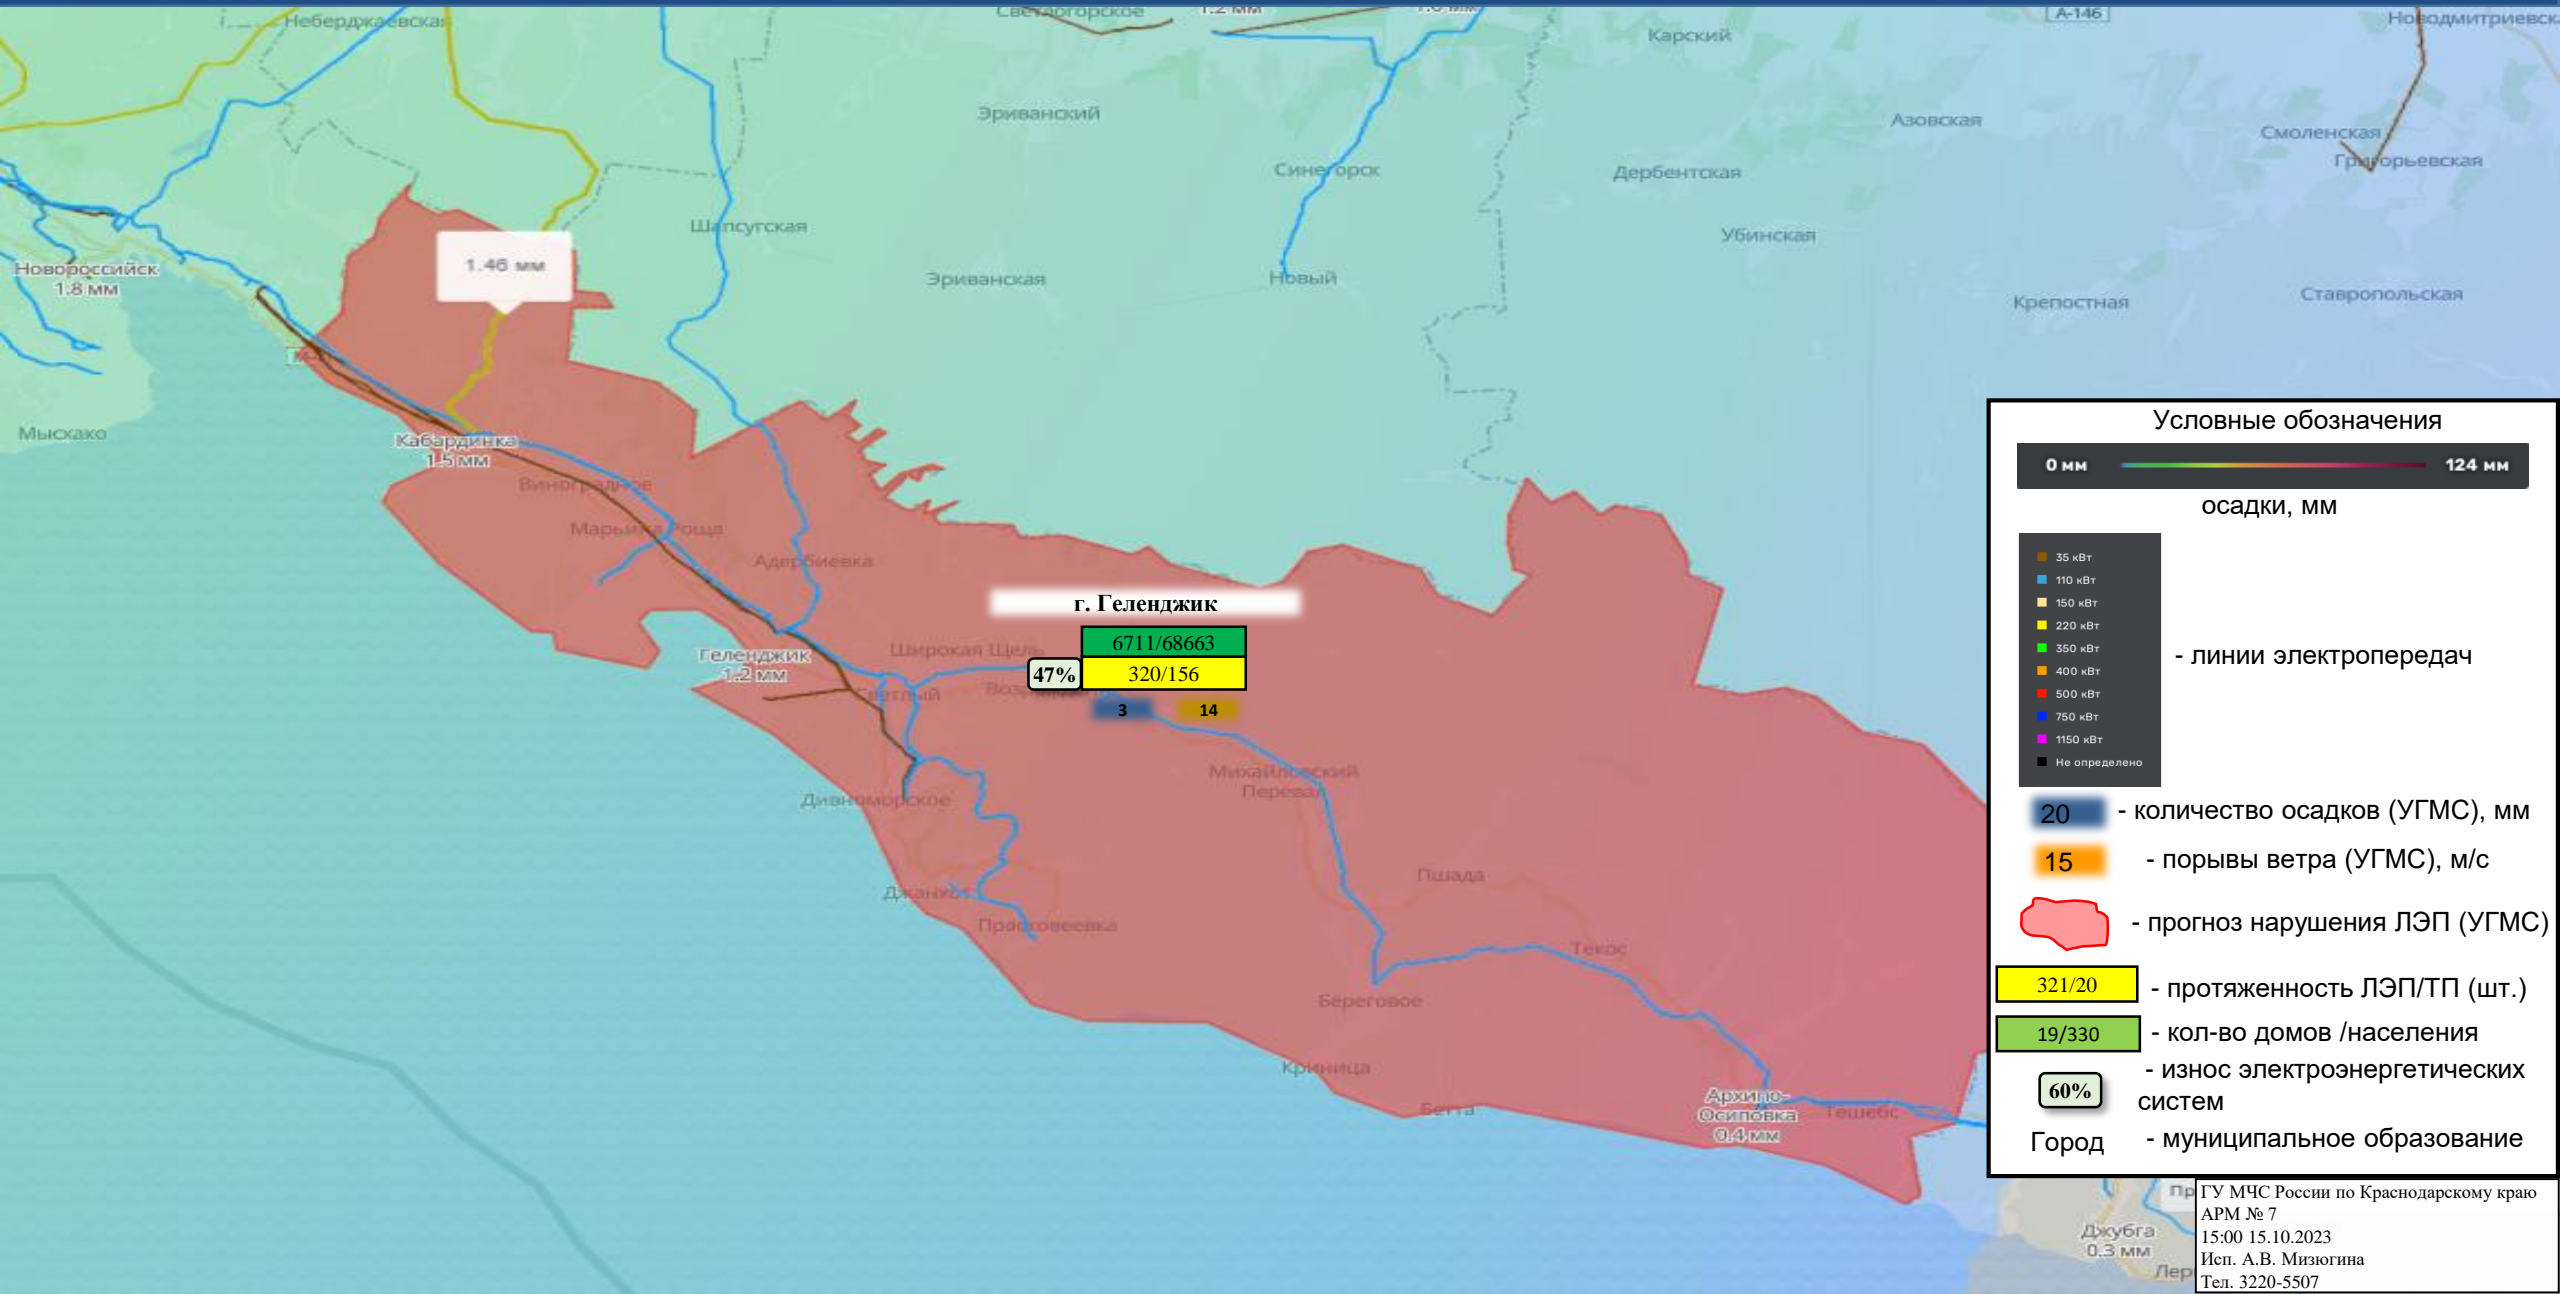 Неберджаевская
Светлогорское
1.2 мм
А-146
Новодмитриевск
Карский
Эриванский
Азовская
Смоленская
Григорьевская
Синегорск
Дербентская
Шапсугская
Убинская
1.46 мм
Новороссийск
1.8 мм
Эриванская
Новый
Крепостная
Ставропольская
Мысхако
Кабардинка
1.5 мм
Виноградное
Марьина Роща
Адербиевка
г. Геленджик
6711/68663
47%
320/156
3
14
Широкая Щель
Геленджик
1.2 мм
Светлый
Михайловский
Перевал
Дивноморское
Джанхот
Прасковеевка
Пшада
Текос
Береговое
Криница
Бетта
Архипо-
Осиповка
0.4 мм
Тешебс
Условные обозначения
0 мм
124 мм
осадки, мм
35 кВт
110 кВт
150 кВт
220 кВт
350 кВт
400 кВт
500 кВт
750 кВт
1150 кВт
Не определено
- линии электропередач
20 - количество осадков (УГМС), мм
15 - порывы ветра (УГМС), м/с
- прогноз нарушения ЛЭП (УГМС)
321/20 - протяженность ЛЭП/ТП (шт.)
19/330 - кол-во домов /населения
60% - износ электроэнергетических
систем
Город - муниципальное образование
Джубга
0.3 мм
ГУ МЧС России по Краснодарскому краю
АРМ № 7
15:00 15.10.2023
Исп. А.В. Мизюгина
Тел. 3220-5507